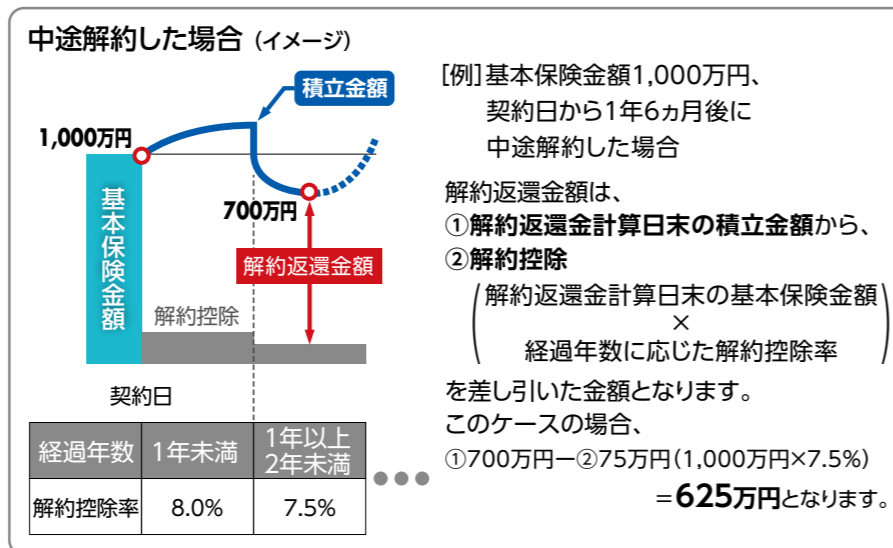 中途解約した場合（イメージ）
積立金額
1,000万円
基本保険金額
700万円
解約返還金額
解約控除
契約日
経過年数 1年未満 1年以上2年未満
解約控除率 8.0% 7.5%
●●●
[例]基本保険金額1,000万円、
契約日から1年6ヵ月後に
中途解約した場合
解約返還金額は、
①解約返還金計算日末の積立金額から、
②解約控除
(解約返還金計算日末の基本保険金額
×
経過年数に応じた解約控除率)
を差し引いた金額となります。
このケースの場合、
①700万円ー②75万円(1,000万円×7.5%)
=625万円となります。